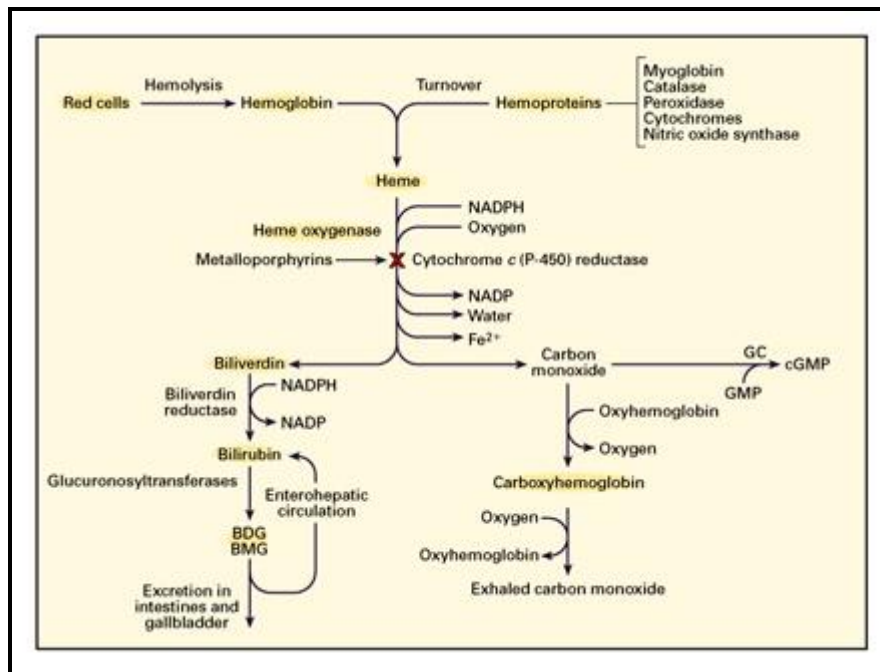 Hemolysis
Turnover
Red cells
Hemoglobin
Hemoproteins
Myoglobin
Catalase
Peroxidase
Cytochromes
Nitric oxide synthase
Heme
NADPH
Heme oxygenase
Oxygen
Metalloporphyrins
Cytochrome c (P-450) reductase
NADP
Water
Fe2+
Biliverdin
Carbon
monoxide
GC
cGMP
GMP
NADPH
Biliverdin
reductase
NADP
Oxyhemoglobin
Oxygen
Bilirubin
Glucuronosyltransferases
Enterohepatic
circulation
Carboxyhemoglobin
BDG
BMG
Oxygen
Oxyhemoglobin
Excretion in
intestines and
gallbladder
Exhaled carbon monoxide